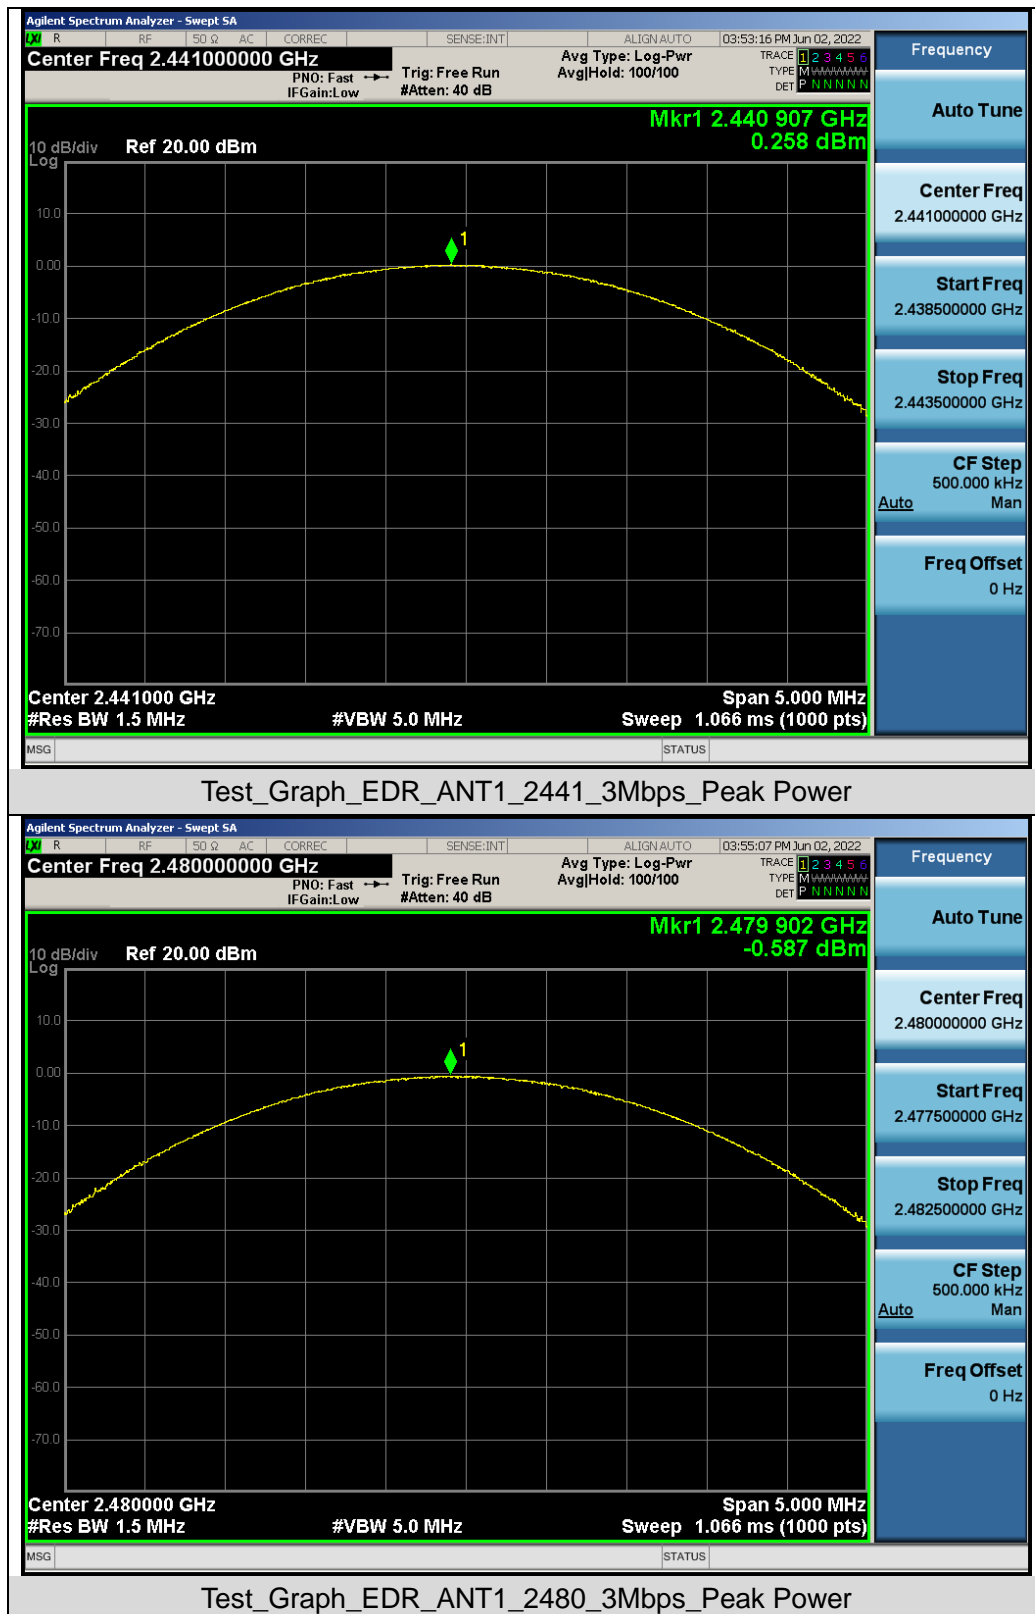 Agilent Spectrum Analyzer - Swept SA
LXI R RF 50 Ω AC CORREC SENSE:INT ALIGN AUTO 03:53:16 PM Jun 02, 2022
Center Freq 2.441000000 GHz
PNO: Fast
IFGain:Low
Trig: Free Run
#Atten: 40 dB
Avg Type: Log-Pwr
Avg|Hold: 100/100
TRACE 1 2 3 4 5 6
TYPE M WWWWW
DET P N N N N N
Frequency
Mkr1 2.440 907 GHz
0.258 dBm
10 dB/div Ref 20.00 dBm
Log
10.0
0.00
-10.0
-20.0
-30.0
-40.0
-50.0
-60.0
-70.0
1
Auto Tune
Center Freq
2.441000000 GHz
Start Freq
2.438500000 GHz
Stop Freq
2.443500000 GHz
CF Step
500.000 kHz
Auto Man
Freq Offset
0 Hz
Center 2.441000 GHz Span 5.000 MHz
#Res BW 1.5 MHz #VBW 5.0 MHz Sweep 1.066 ms (1000 pts)
MSG STATUS
Test_Graph_EDR_ANT1_2441_3Mbps_Peak Power
Agilent Spectrum Analyzer - Swept SA
LXI R RF 50 Ω AC CORREC SENSE:INT ALIGN AUTO 03:55:07 PM Jun 02, 2022
Center Freq 2.480000000 GHz
PNO: Fast
IFGain:Low
Trig: Free Run
#Atten: 40 dB
Avg Type: Log-Pwr
Avg|Hold: 100/100
TRACE 1 2 3 4 5 6
TYPE M WWWWW
DET P N N N N N
Frequency
Mkr1 2.479 902 GHz
-0.587 dBm
10 dB/div Ref 20.00 dBm
Log
10.0
0.00
-10.0
-20.0
-30.0
-40.0
-50.0
-60.0
-70.0
1
Auto Tune
Center Freq
2.480000000 GHz
Start Freq
2.477500000 GHz
Stop Freq
2.482500000 GHz
CF Step
500.000 kHz
Auto Man
Freq Offset
0 Hz
Center 2.480000 GHz Span 5.000 MHz
#Res BW 1.5 MHz #VBW 5.0 MHz Sweep 1.066 ms (1000 pts)
MSG STATUS
Test_Graph_EDR_ANT1_2480_3Mbps_Peak Power